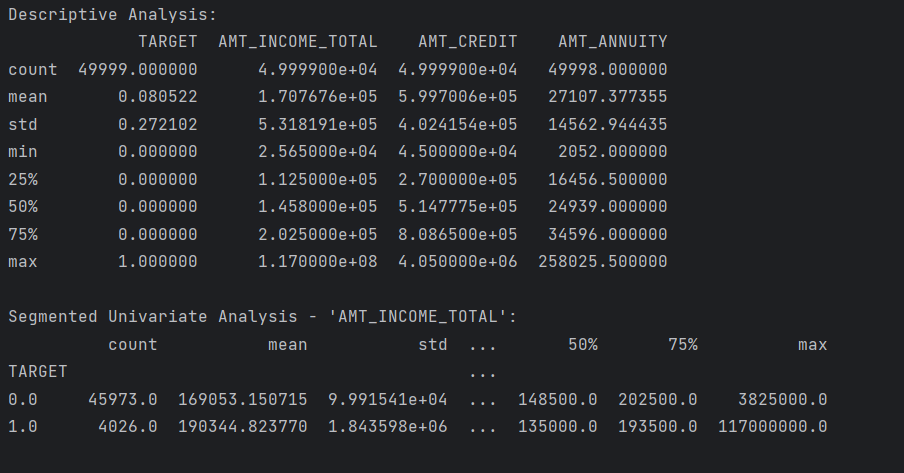 Descriptive Analysis:
TARGET AMT_INCOME_TOTAL AMT_CREDIT AMT_ANNUITY
count 49999.000000 4.999900e+04 4.999900e+04 49998.000000
mean 0.080522 1.707676e+05 5.997006e+05 27107.377355
std 0.272102 5.318191e+05 4.024154e+05 14562.944435
min 0.000000 2.565000e+04 4.500000e+04 2052.000000
25% 0.000000 1.125000e+05 2.700000e+05 16456.500000
50% 0.000000 1.458000e+05 5.147775e+05 24939.000000
75% 0.000000 2.025000e+05 8.086500e+05 34596.000000
max 1.000000 1.170000e+08 4.050000e+06 258025.500000
Segmented Univariate Analysis - 'AMT_INCOME_TOTAL':
count mean std ... 50% 75% max
TARGET ...
0.0 45973.0 169053.150715 9.991541e+04 ... 148500.0 202500.0 3825000.0
1.0 4026.0 190344.823770 1.843598e+06 ... 135000.0 193500.0 117000000.0